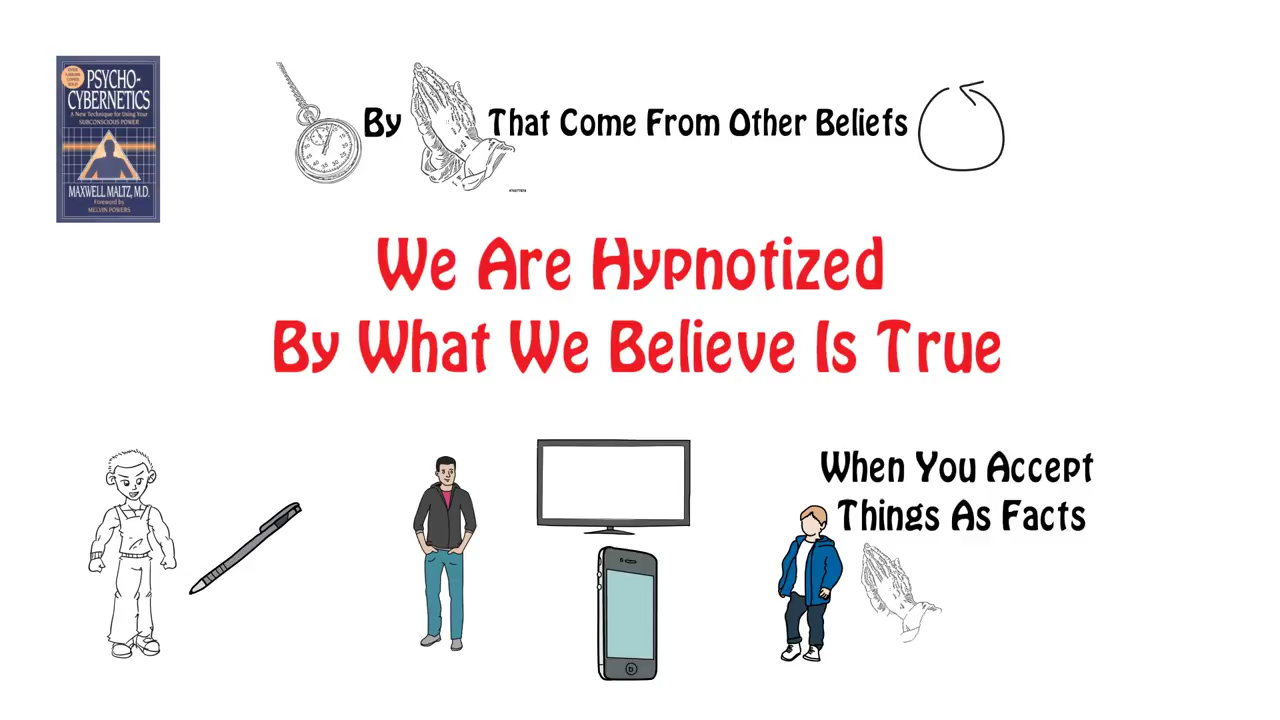 PSYCHO-
CYBERNETICS
A New Technique for Using Your
SUBCONSCIOUS POWER
MAXWELL MALTZ, M.D.
Foreword by
MELVIN POWERS
By That Come From Other Beliefs
We Are Hypnotized
By What We Believe Is True
When You Accept
Things As Facts